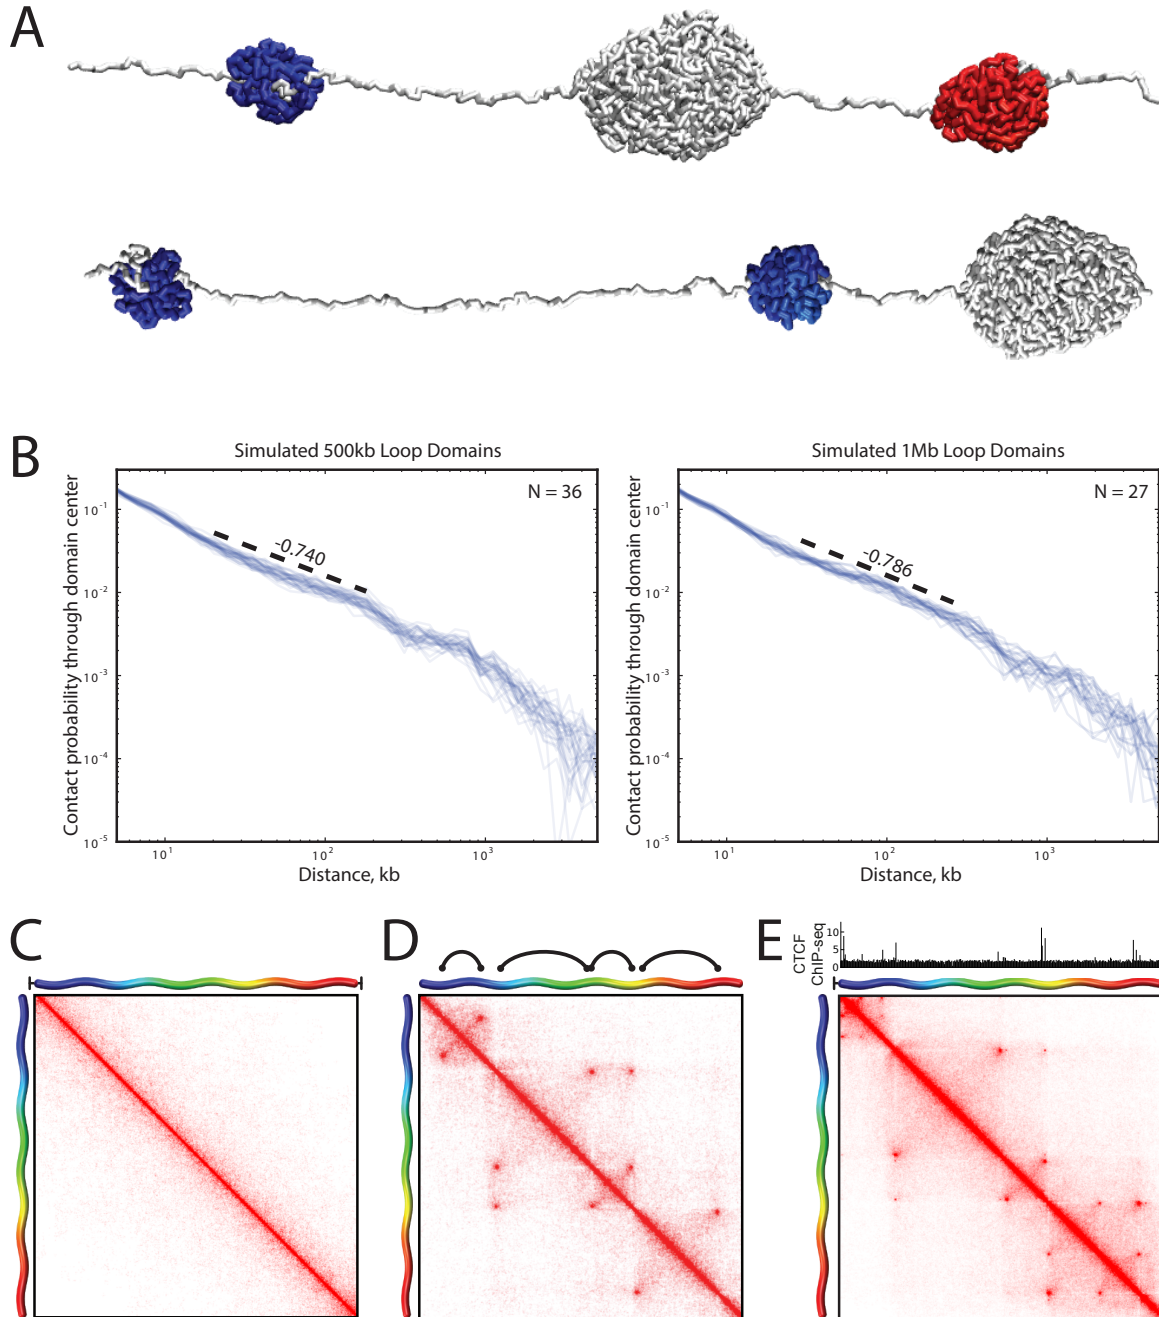 A
B
Simulated 500kb Loop Domains
Simulated 1Mb Loop Domains
Contact probability through domain center
10^-1
10^-2
10^-3
10^-4
10^-5
N = 36
-0.740
10^1
10^2
10^3
Distance, kb
Contact probability through domain center
10^-1
10^-2
10^-3
10^-4
10^-5
N = 27
-0.786
10^1
10^2
10^3
Distance, kb
C
D
E
CTCF
ChIP-seq
10
5
0